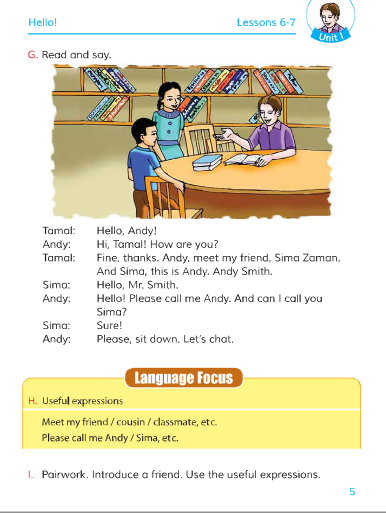 Hello!
Lessons 6-7
Unit 1
G. Read and say.
Tamal: Hello, Andy!
Andy: Hi, Tamal! How are you?
Tamal: Fine, thanks. Andy, meet my friend, Sima Zaman.
And Sima, this is Andy. Andy Smith.
Sima: Hello, Mr. Smith.
Andy: Hello! Please call me Andy. And can I call you
Sima?
Sima: Sure!
Andy: Please, sit down. Let's chat.
Language Focus
H. Useful expressions
Meet my friend / cousin / classmate, etc.
Please call me Andy / Sima, etc.
I. Pairwork. Introduce a friend. Use the useful expressions.
5